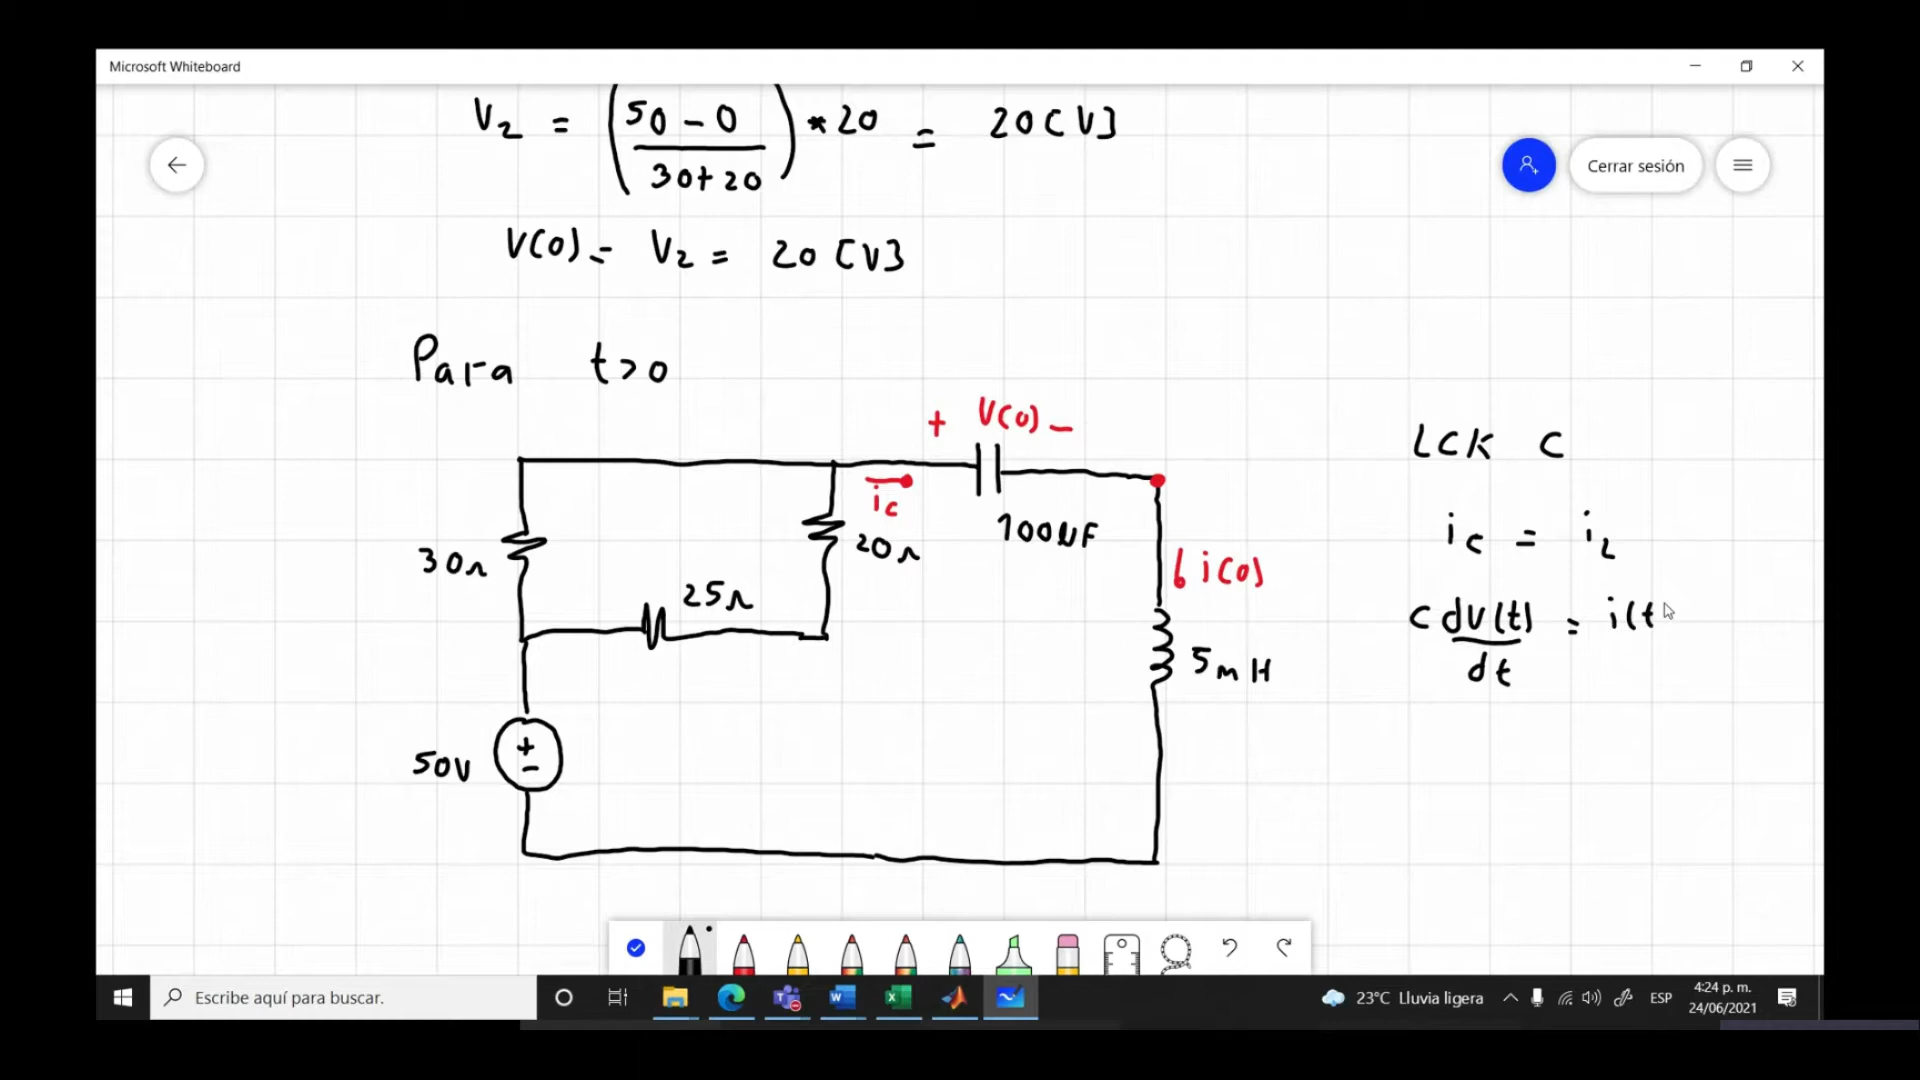 Microsoft Whiteboard
V2 = (50 - 0 / 30+20) * 20 = 20 [V]
Cerrar sesión
V(0) = V2 = 20 [V]
Para t>0
+ V(0) -
LCK C
ic
100uF
ic = iL
30Ω
20Ω
i(0)
25Ω
C dV(t)/dt = i(t
5mH
50V
+
-
Escribe aquí para buscar.
23°C Lluvia ligera
ESP
4:24 p. m.
24/06/2021